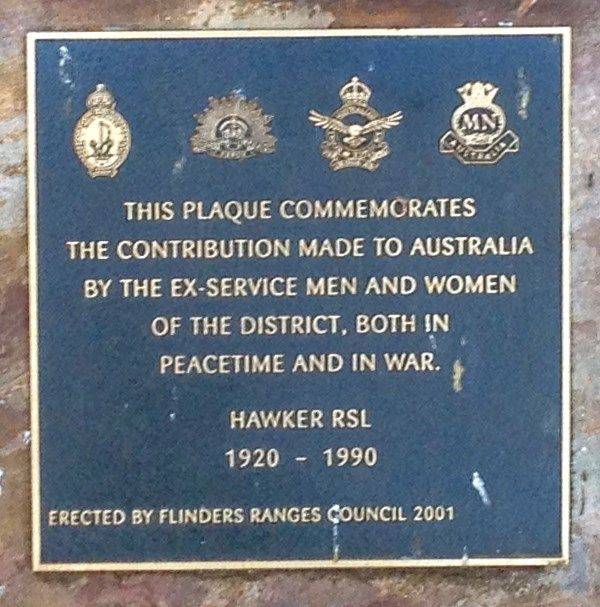 MN
AUSTRALIA
THIS PLAQUE COMMEMORATES
THE CONTRIBUTION MADE TO AUSTRALIA
BY THE EX-SERVICE MEN AND WOMEN
OF THE DISTRICT, BOTH IN
PEACETIME AND IN WAR.
HAWKER RSL
1920 - 1990
ERECTED BY FLINDERS RANGES COUNCIL 2001